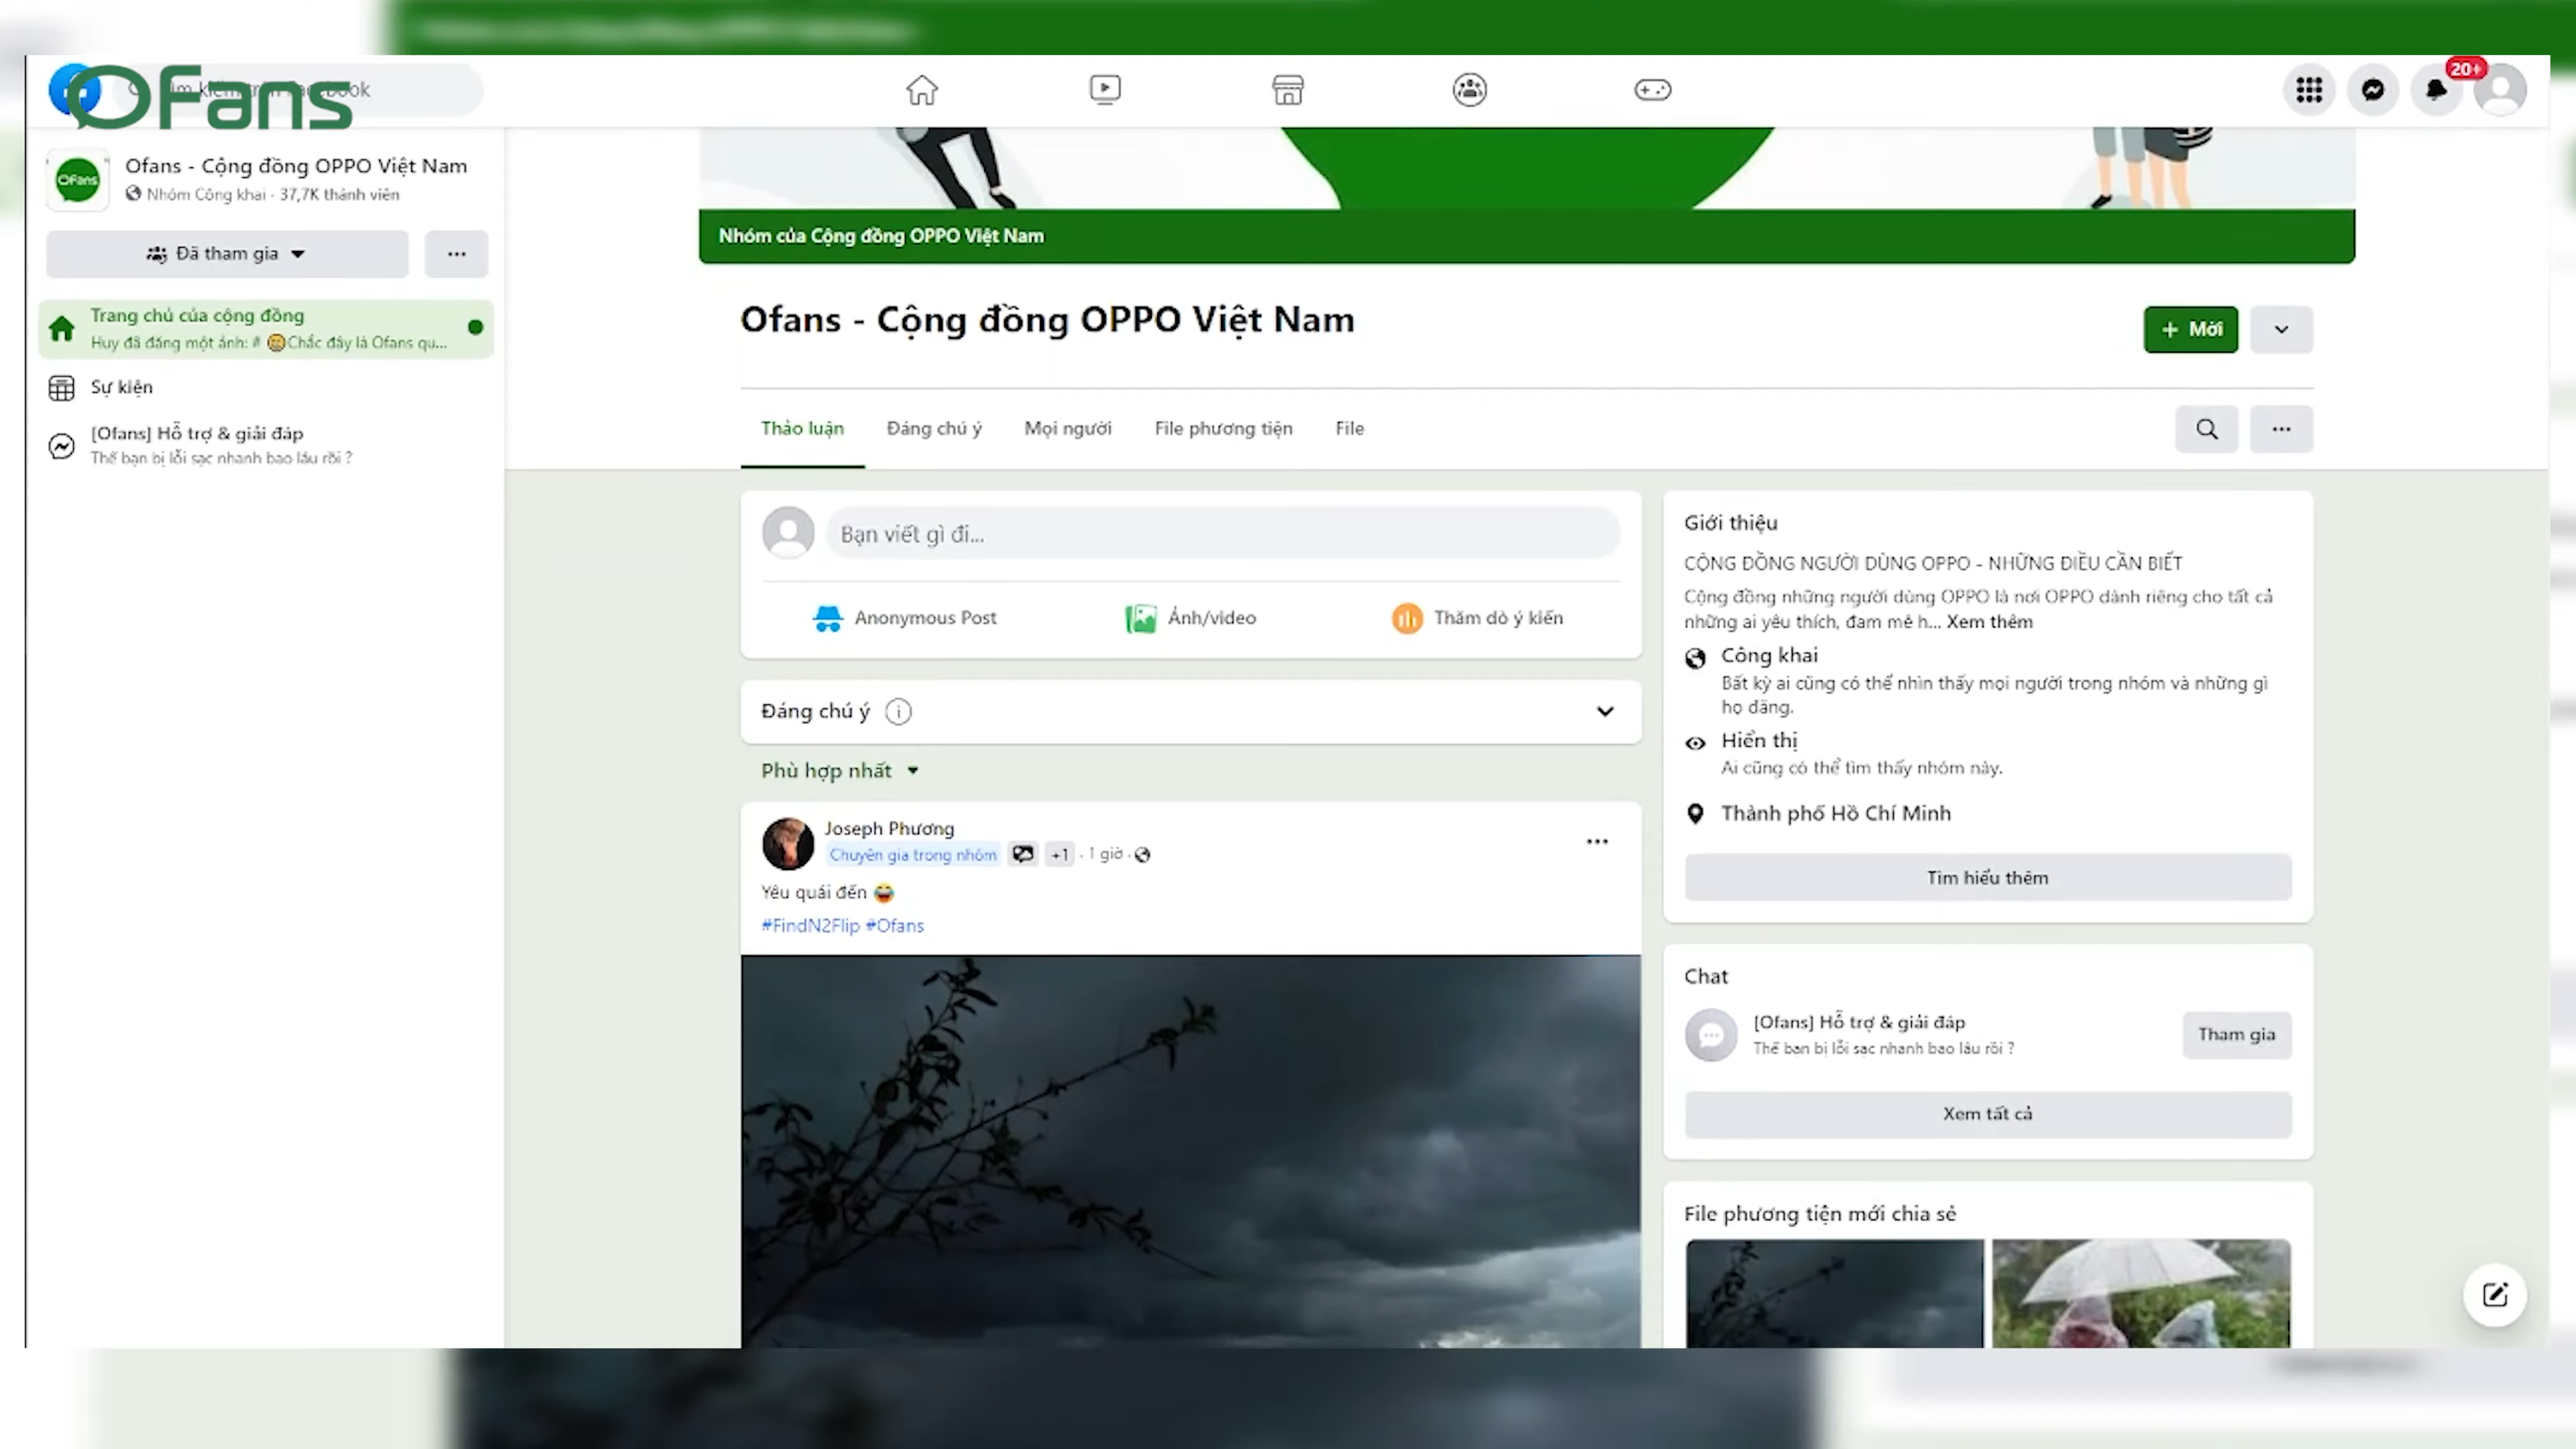 OFans
20+
OFans
Ofans - Cộng đồng OPPO Việt Nam
Nhóm Công khai · 37,7K thành viên
Đã tham gia
Trang chủ của cộng đồng
Huy đã đăng một ảnh: # 😄Chắc đây là Ofans qu...
Sự kiện
[Ofans] Hỗ trợ & giải đáp
Thế bạn bị lỗi sạc nhanh bao lâu rồi ?
Nhóm của Cộng đồng OPPO Việt Nam
Ofans - Cộng đồng OPPO Việt Nam
+ Mới
Thảo luận
Đáng chú ý
Mọi người
File phương tiện
File
Bạn viết gì đi...
Anonymous Post
Ảnh/video
Thăm dò ý kiến
Đáng chú ý
Phù hợp nhất
Joseph Phương
Chuyên gia trong nhóm +1 · 1 giờ ·
Yêu quái đến 😂
#FindN2Flip #Ofans
Giới thiệu
CỘNG ĐỒNG NGƯỜI DÙNG OPPO - NHỮNG ĐIỀU CẦN BIẾT
Cộng đồng những người dùng OPPO là nơi OPPO dành riêng cho tất cả
những ai yêu thích, đam mê h... Xem thêm
Công khai
Bất kỳ ai cũng có thể nhìn thấy mọi người trong nhóm và những gì
họ đăng.
Hiển thị
Ai cũng có thể tìm thấy nhóm này.
Thành phố Hồ Chí Minh
Tìm hiểu thêm
Chat
[Ofans] Hỗ trợ & giải đáp
Thế bạn bị lỗi sạc nhanh bao lâu rồi ?
Tham gia
Xem tất cả
File phương tiện mới chia sẻ